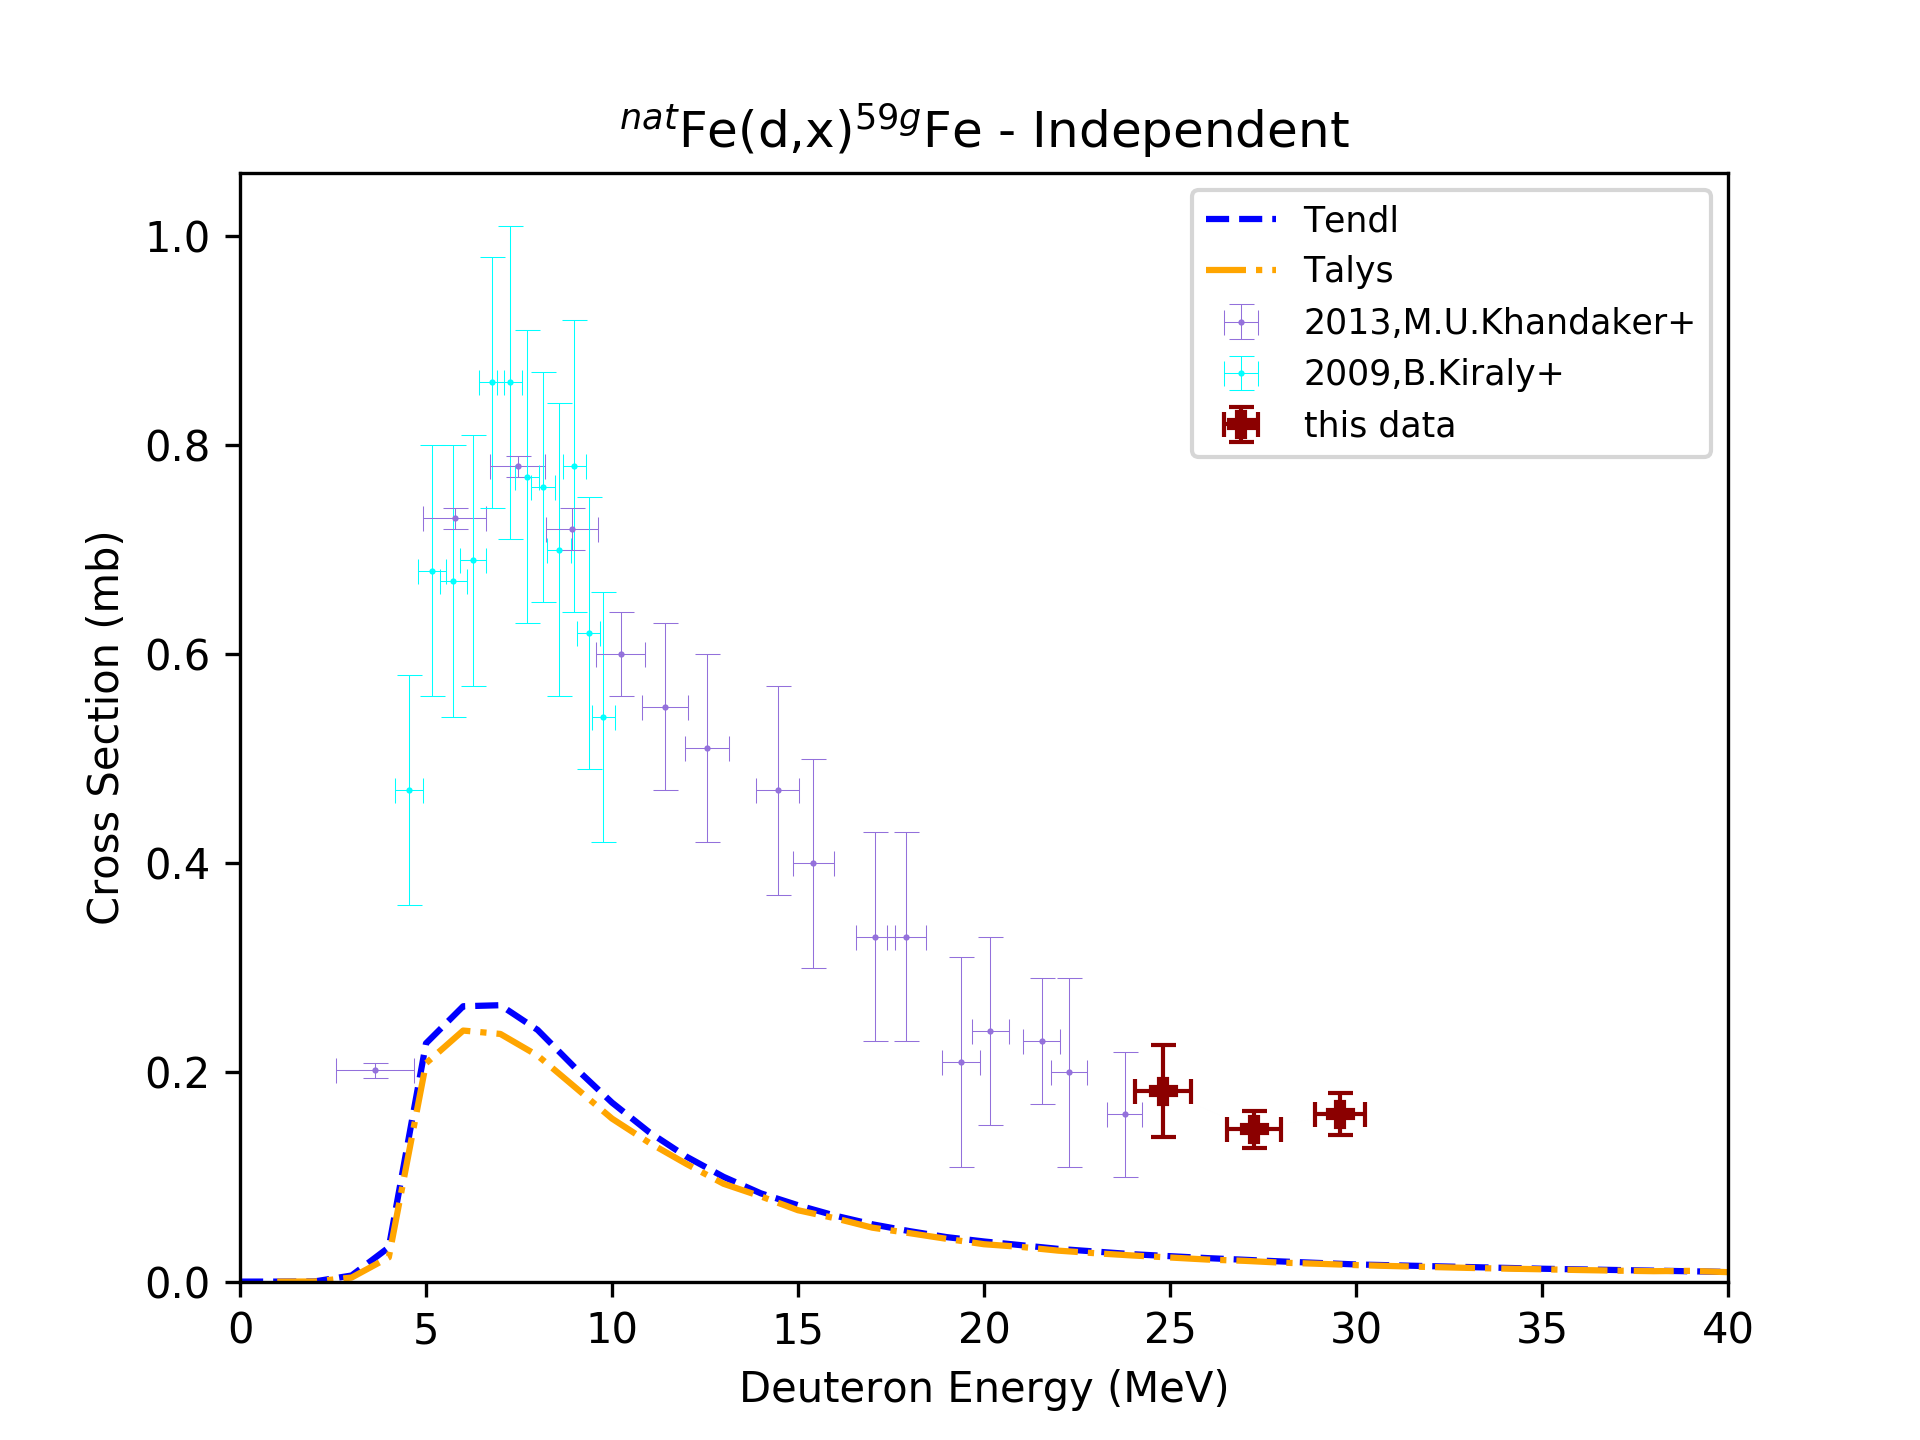 natFe(d,x)59gFe - Independent
Tendl
Talys
2013,M.U.Khandaker+
2009,B.Kiraly+
this data
Cross Section (mb)
1.0
0.8
0.6
0.4
0.2
0.0
0 5 10 15 20 25 30 35 40
Deuteron Energy (MeV)